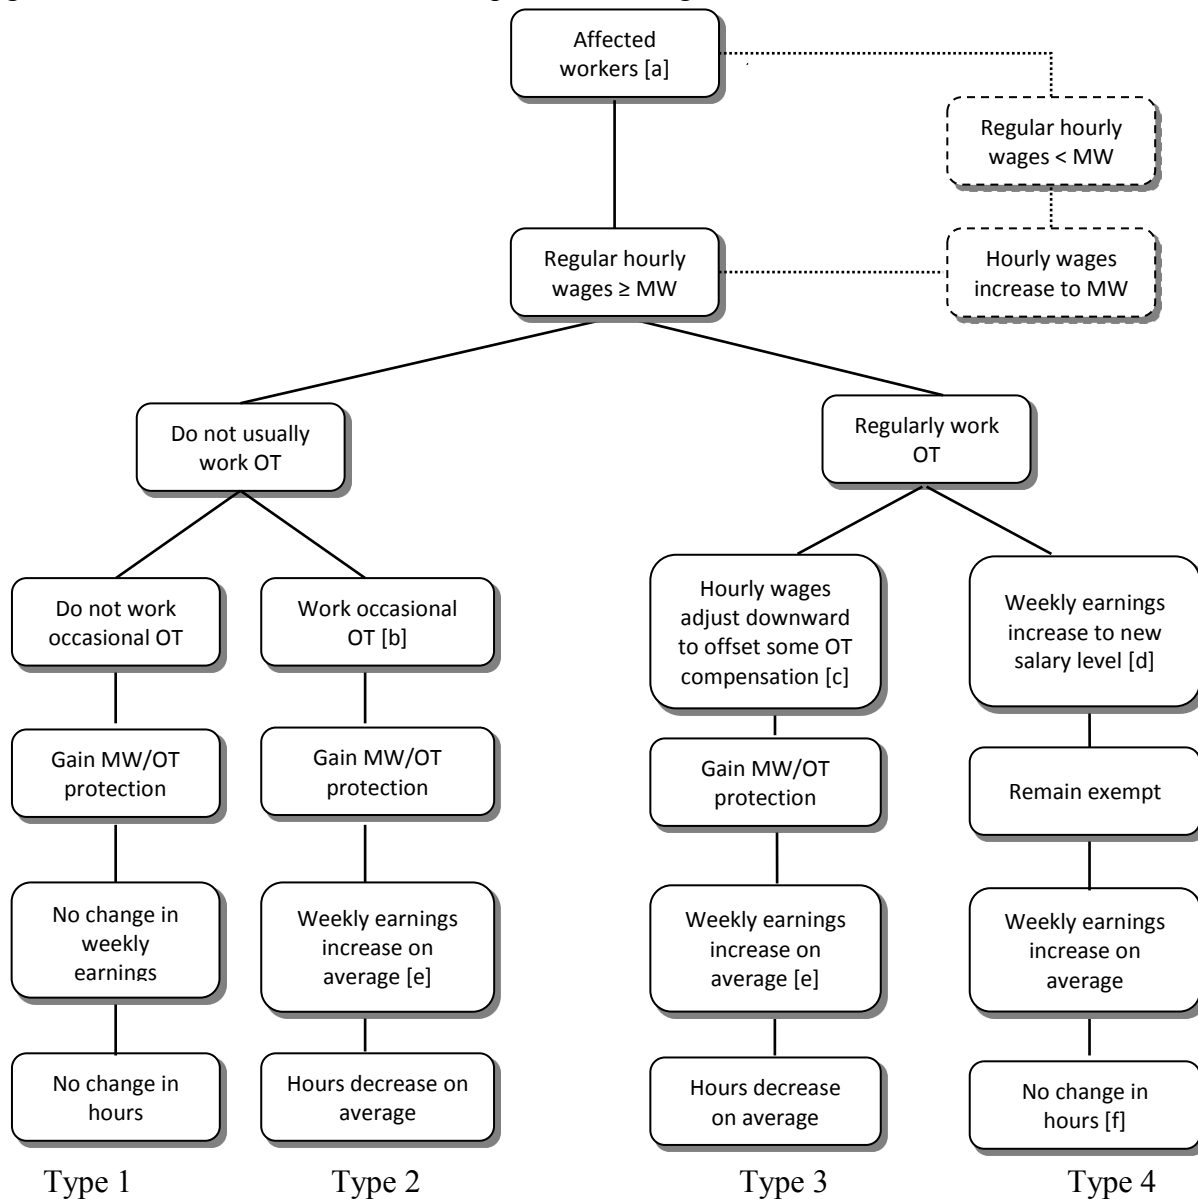 Affected
workers [a]
Regular hourly
wages < MW
Regular hourly
wages ≥ MW
Hourly wages
increase to MW
Do not usually
work OT
Regularly work
OT
Do not work
occasional OT
Work occasional
OT [b]
Hourly wages
adjust downward
to offset some OT
compensation [c]
Weekly earnings
increase to new
salary level [d]
Gain MW/OT
protection
Gain MW/OT
protection
Gain MW/OT
protection
Remain exempt
No change in
weekly
earnings
Weekly earnings
increase on
average [e]
Weekly earnings
increase on
average [e]
Weekly earnings
increase on
average
No change in
hours
Hours decrease on
average
Hours decrease
on average
No change in
hours [f]
Type 1
Type 2
Type 3
Type 4